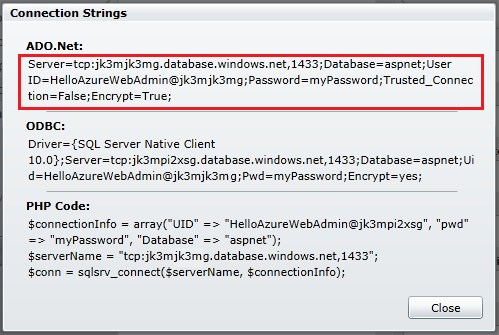 Connection Strings
ADO.Net:
Server=tcp:jk3mjk3mg.database.windows.net,1433;Database=aspnet;User
ID=HelloAzureWebAdmin@jk3mjk3mg;Password=myPassword;Trusted_Connec
tion=False;Encrypt=True;
ODBC:
Driver={SQL Server Native Client
10.0};Server=tcp:jk3mpi2xsg.database.windows.net,1433;Database=aspnet;Ui
d=HelloAzureWebAdmin@jk3mjk3mg;Pwd=myPassword;Encrypt=yes;
PHP Code:
$connectionInfo = array("UID" => "HelloAzureWebAdmin@jk3mpi2xsg", "pwd"
=> "myPassword", "Database" => "aspnet");
$serverName = "tcp:jk3mjk3mg.database.windows.net,1433";
$conn = sqlsrv_connect($serverName, $connectionInfo);
Close